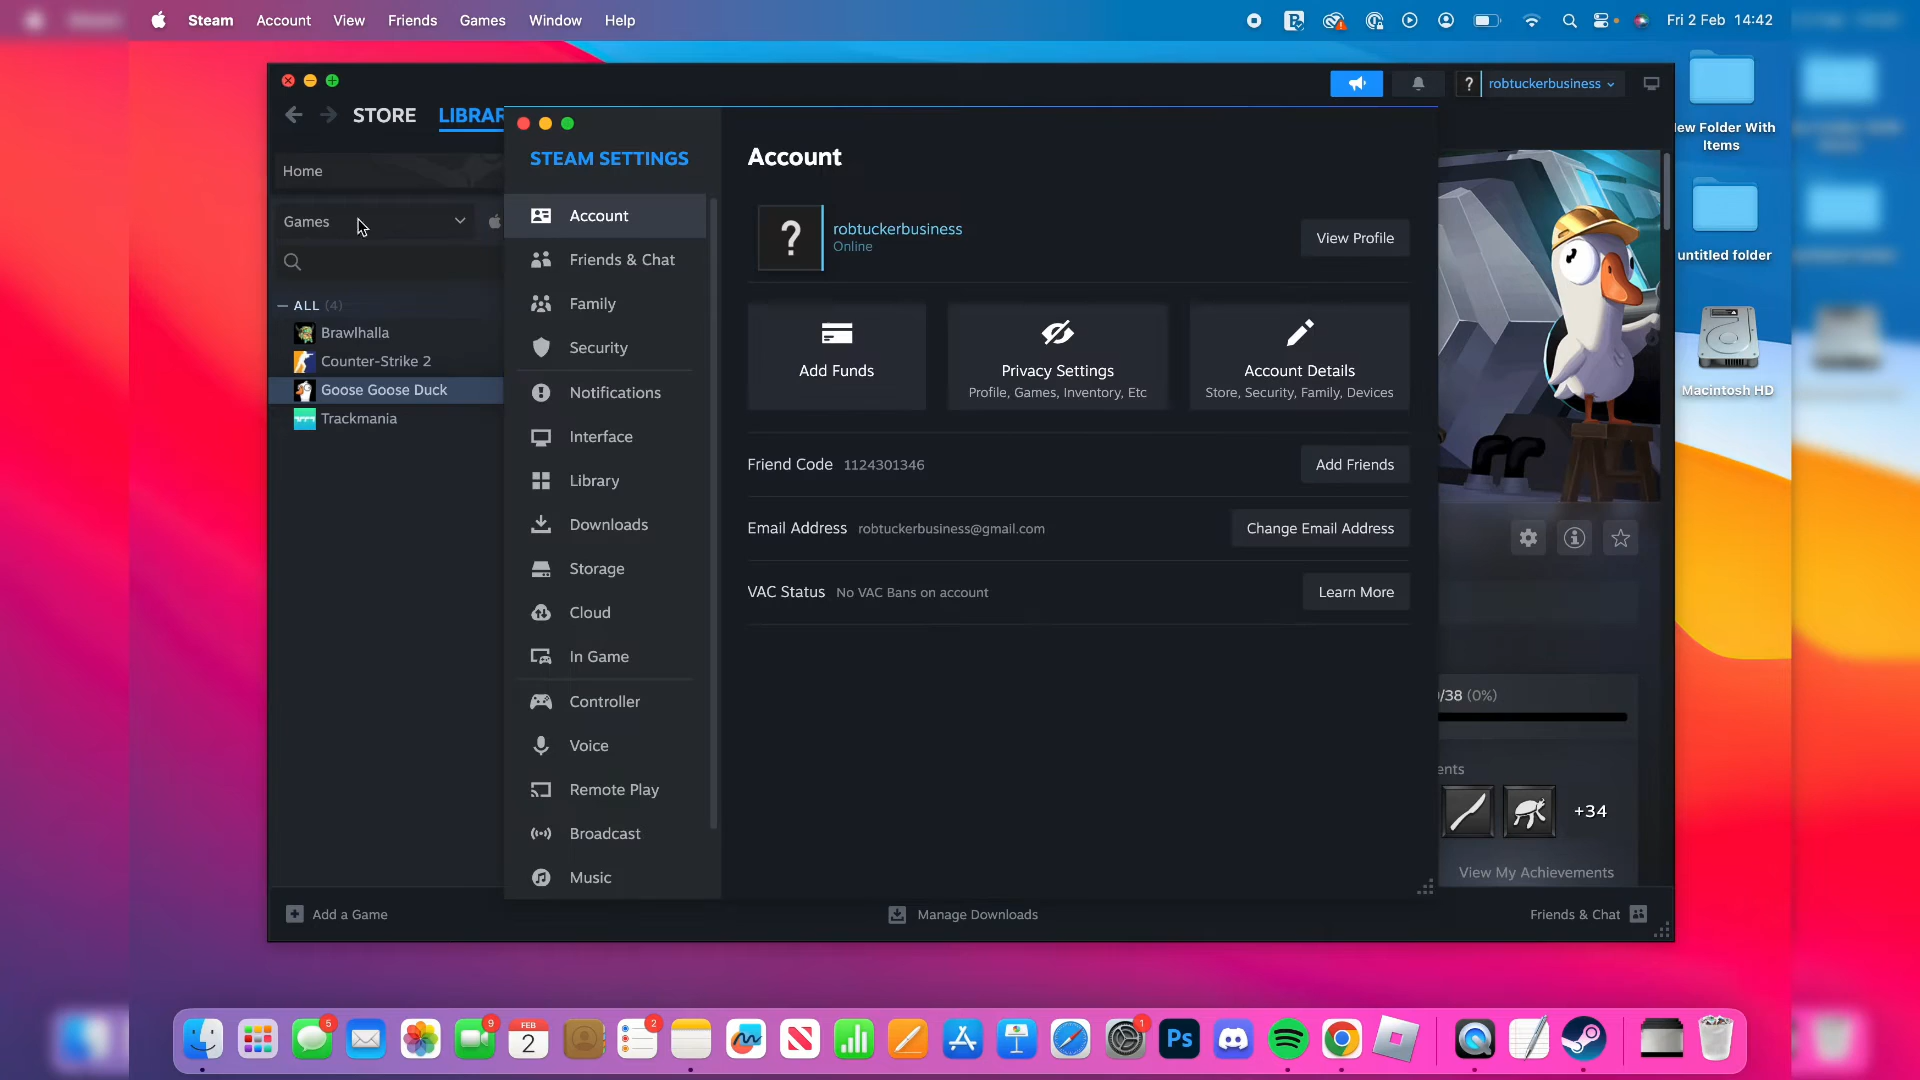 Steam Account View Friends Games Window Help
Fri 2 Feb 14:42
robtuckerbusiness
STORE LIBRAR
Home
Games
ALL (4)
Brawlhalla
Counter-Strike 2
Goose Goose Duck
Trackmania
STEAM SETTINGS
Account
Friends & Chat
Family
Security
Notifications
Interface
Library
Downloads
Storage
Cloud
In Game
Controller
Voice
Remote Play
Broadcast
Music
Account
?
robtuckerbusiness
Online
View Profile
Add Funds
Privacy Settings
Profile, Games, Inventory, Etc
Account Details
Store, Security, Family, Devices
Friend Code 1124301346
Add Friends
Email Address robtuckerbusiness@gmail.com
Change Email Address
VAC Status No VAC Bans on account
Learn More
/38 (0%)
ents
+34
View My Achievements
Add a Game
Manage Downloads
Friends & Chat
ew Folder With
Items
untitled folder
Macintosh HD
5
9
FEB
2
2
1
Ps